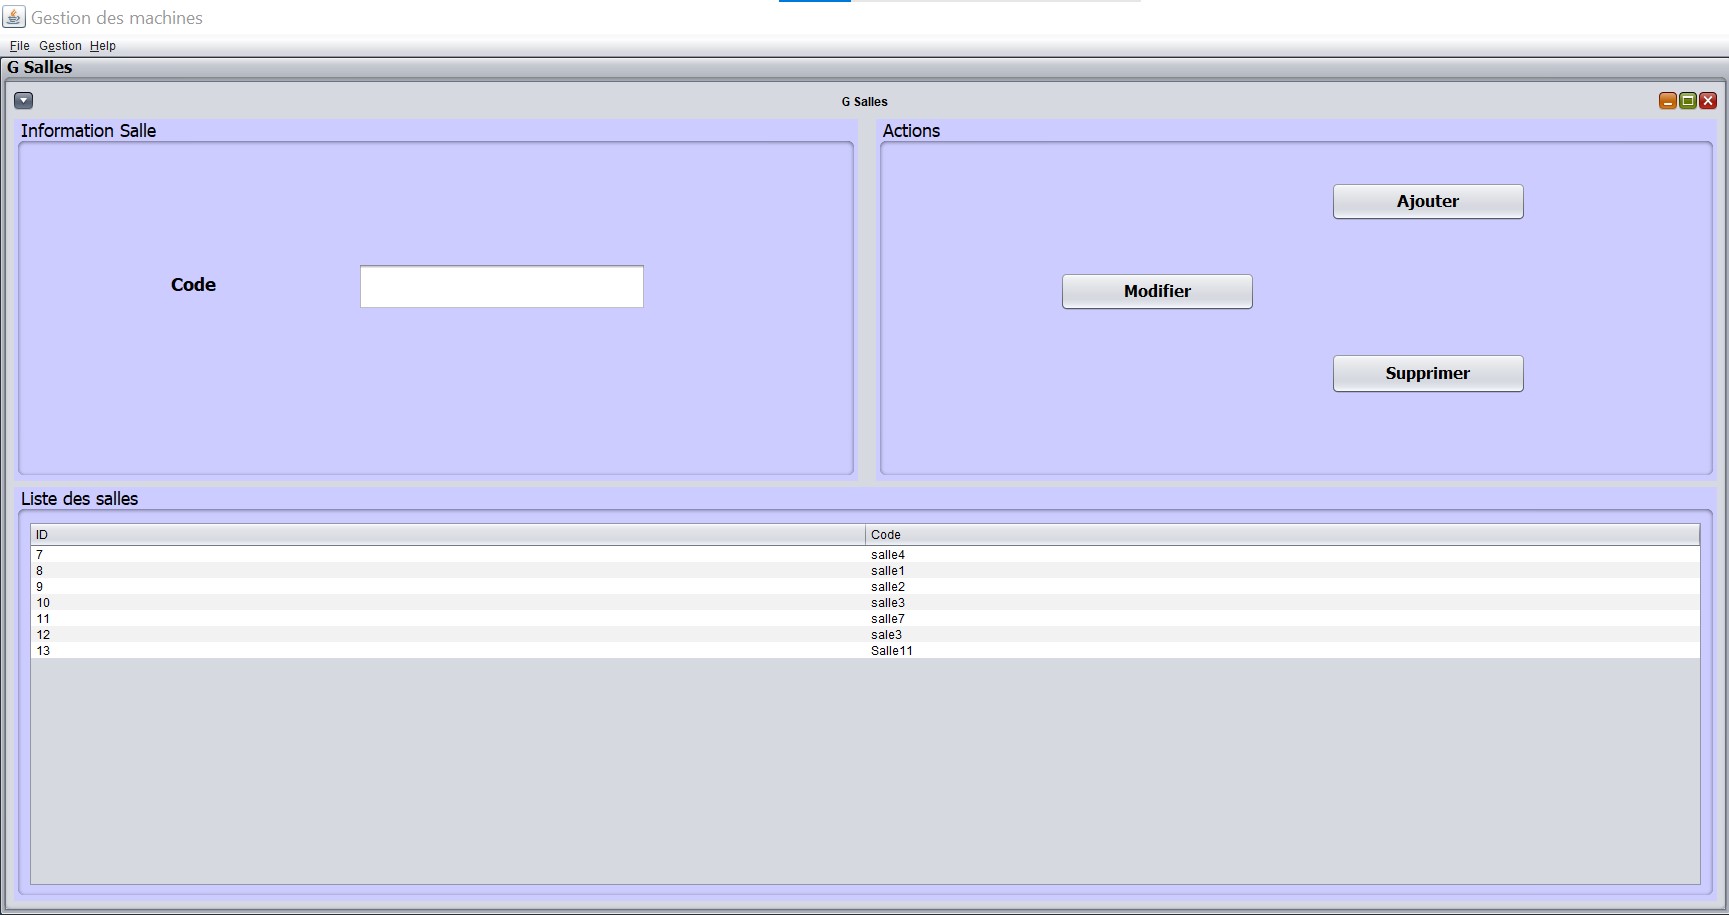 Gestion des machines
File Gestion Help
G Salles
G Salles
Information Salle
Code
Actions
Ajouter
Modifier
Supprimer
Liste des salles
ID Code
7 salle4
8 salle1
9 salle2
10 salle3
11 salle7
12 sale3
13 Salle11